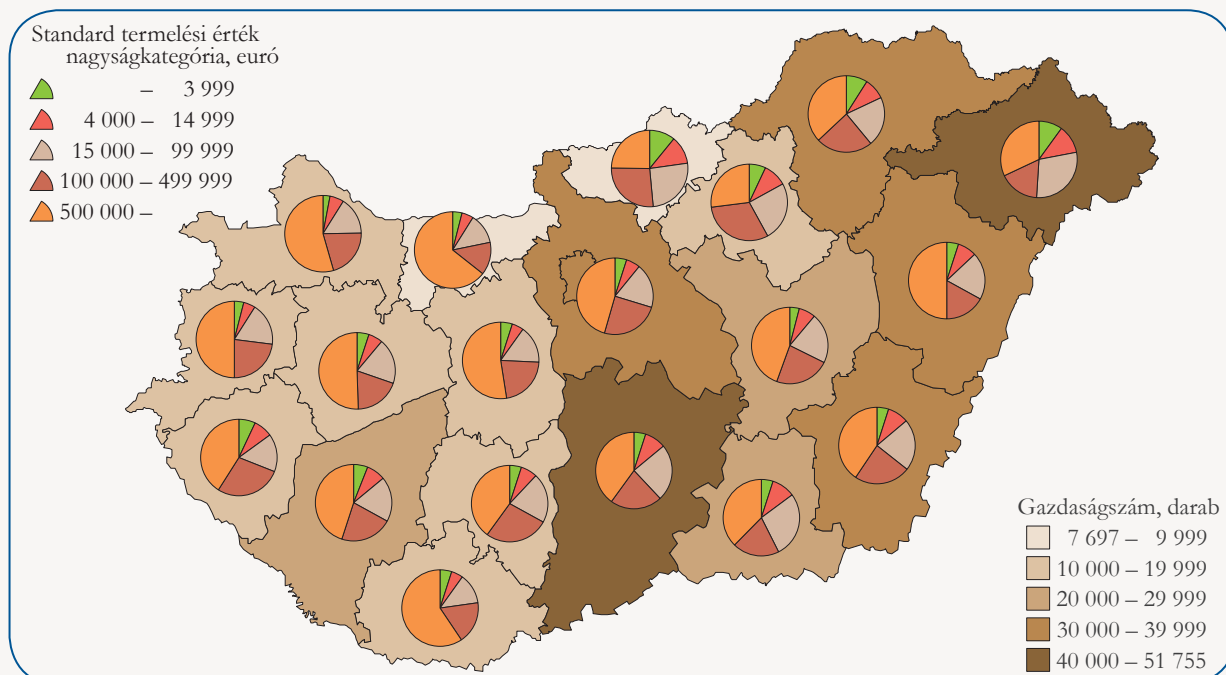 Standard termelési érték
nagyságkategória, euró
– 3 999
4 000 – 14 999
15 000 – 99 999
100 000 – 499 999
500 000 –
Gazdaságszám, darab
7 697 – 9 999
10 000 – 19 999
20 000 – 29 999
30 000 – 39 999
40 000 – 51 755